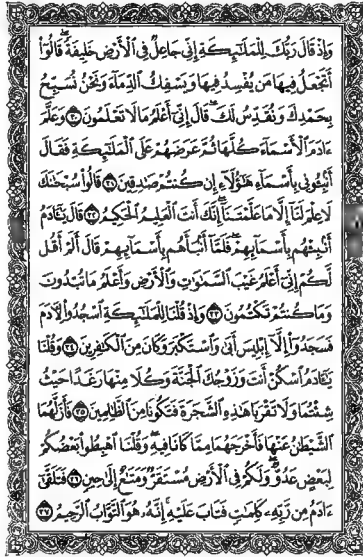 وَإِذْ قَالَ رَبُّكَ لِلْمَلَٰٓئِكَةِ إِنِّى جَاعِلٌ فِى ٱلْأَرْضِ خَلِيفَةً ۖ قَالُوٓا۟
أَتَجْعَلُ فِيهَا مَن يُفْسِدُ فِيهَا وَيَسْفِكُ ٱلدِّمَآءَ وَنَحْنُ نُسَبِّحُ
بِحَمْدِكَ وَنُقَدِّسُ لَكَ ۖ قَالَ إِنِّىٓ أَعْلَمُ مَا لَا تَعْلَمُونَ ٣٠ وَعَلَّمَ
ءَادَمَ ٱلْأَسْمَآءَ كُلَّهَا ثُمَّ عَرَضَهُمْ عَلَى ٱلْمَلَٰٓئِكَةِ فَقَالَ
أَنۢبِـُٔونِى بِأَسْمَآءِ هَٰٓؤُلَآءِ إِن كُنتُمْ صَٰدِقِينَ ٣١ قَالُوا۟ سُبْحَٰنَكَ
لَا عِلْمَ لَنَآ إِلَّا مَا عَلَّمْتَنَآ ۖ إِنَّكَ أَنتَ ٱلْعَلِيمُ ٱلْحَكِيمُ ٣٢ قَالَ يَٰٓـَٔادَمُ
أَنۢبِئْهُم بِأَسْمَآئِهِمْ ۖ فَلَمَّآ أَنۢبَأَهُم بِأَسْمَآئِهِمْ قَالَ أَلَمْ أَقُل
لَّكُمْ إِنِّىٓ أَعْلَمُ غَيْبَ ٱلسَّمَٰوَٰتِ وَٱلْأَرْضِ وَأَعْلَمُ مَا تُبْدُونَ
وَمَا كُنتُمْ تَكْتُمُونَ ٣٣ وَإِذْ قُلْنَا لِلْمَلَٰٓئِكَةِ ٱسْجُدُوا۟ لِـَٔادَمَ
فَسَجَدُوٓا۟ إِلَّآ إِبْلِيسَ أَبَىٰ وَٱسْتَكْبَرَ وَكَانَ مِنَ ٱلْكَٰفِرِينَ ٣٤ وَقُلْنَا
يَٰٓـَٔادَمُ ٱسْكُنْ أَنتَ وَزَوْجُكَ ٱلْجَنَّةَ وَكُلَا مِنْهَا رَغَدًا حَيْثُ
شِئْتُمَا وَلَا تَقْرَبَا هَٰذِهِ ٱلشَّجَرَةَ فَتَكُونَا مِنَ ٱلظَّٰلِمِينَ ٣٥ فَأَزَلَّهُمَا
ٱلشَّيْطَٰنُ عَنْهَا فَأَخْرَجَهُمَا مِمَّا كَانَا فِيهِ ۖ وَقُلْنَا ٱهْبِطُوا۟ بَعْضُكُمْ
لِبَعْضٍ عَدُوٌّ ۖ وَلَكُمْ فِى ٱلْأَرْضِ مُسْتَقَرٌّ وَمَتَٰعٌ إِلَىٰ حِينٍ ٣٦ فَتَلَقَّىٰٓ
ءَادَمُ مِن رَّبِّهِۦ كَلِمَٰتٍ فَتَابَ عَلَيْهِ ۚ إِنَّهُۥ هُوَ ٱلتَّوَّابُ ٱلرَّحِيمُ ٣٧